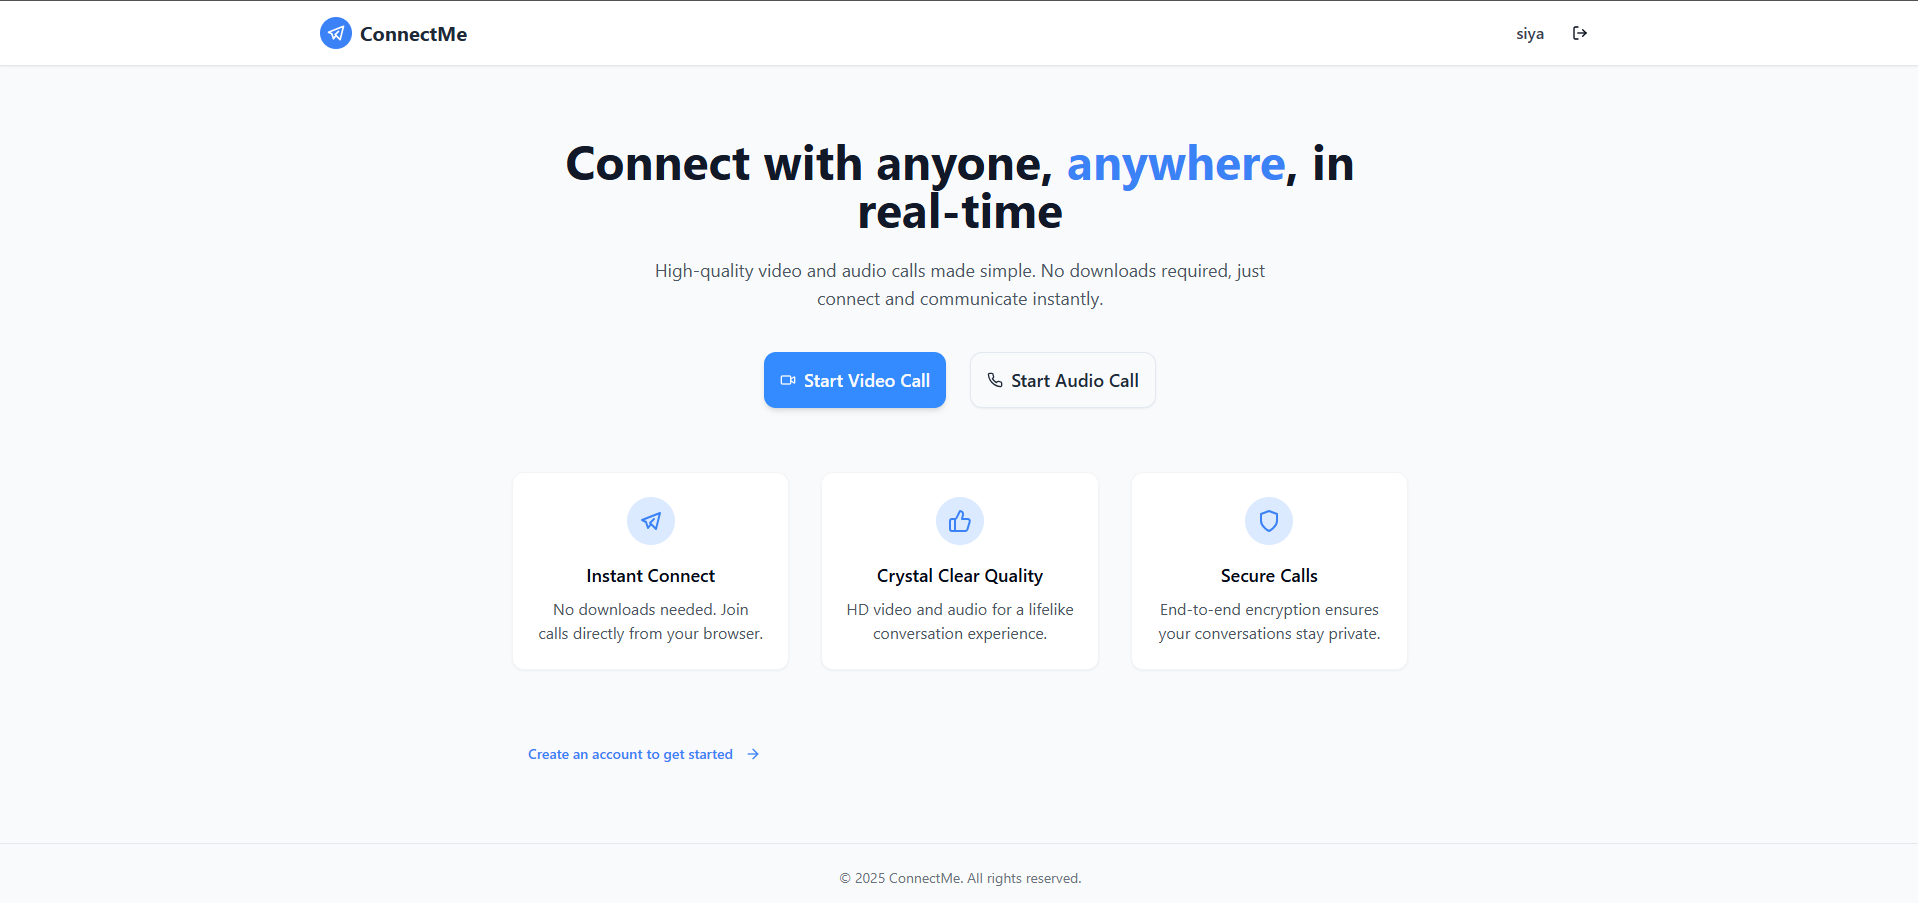 ConnectMe
siya
Connect with anyone, anywhere, in
real-time
High-quality video and audio calls made simple. No downloads required, just
connect and communicate instantly.
Start Video Call
Start Audio Call
Instant Connect
No downloads needed. Join
calls directly from your browser.
Crystal Clear Quality
HD video and audio for a lifelike
conversation experience.
Secure Calls
End-to-end encryption ensures
your conversations stay private.
Create an account to get started
© 2025 ConnectMe. All rights reserved.